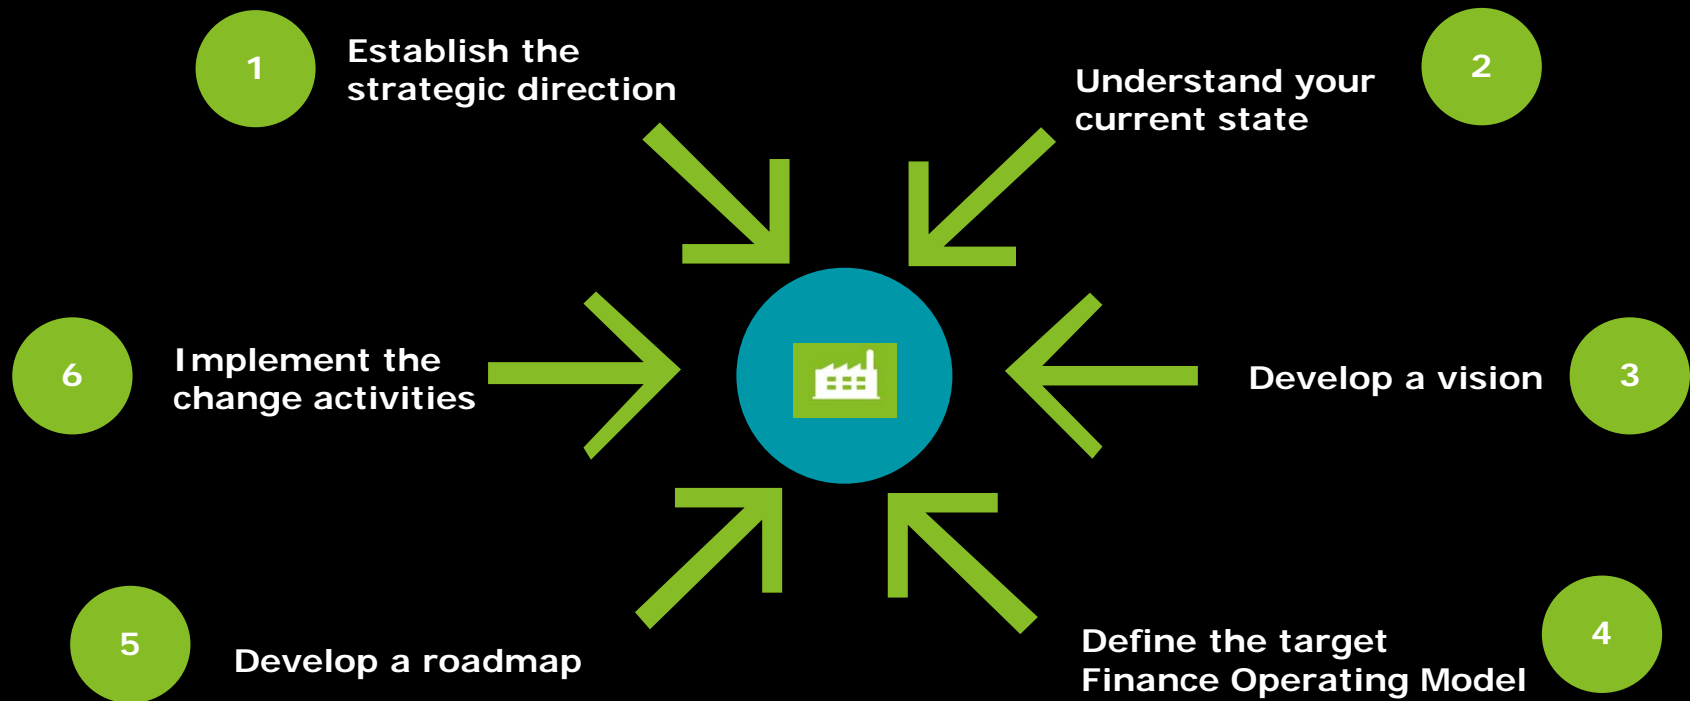 1
Establish the
strategic direction
2
Understand your
current state
3
Develop a vision
4
Define the target
Finance Operating Model
5
Develop a roadmap
6
Implement the
change activities